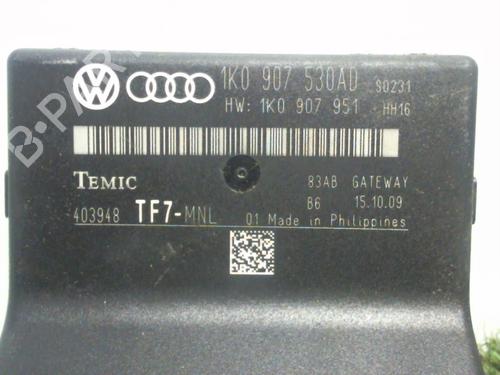 1K0 907 530AD S0231
HW: 1K0 907 951 - HH16
TEMIC 83AB GATEWAY
B6 15.10.09
403948 TF7-MNL 01 Made in Philippines
B-PARTS